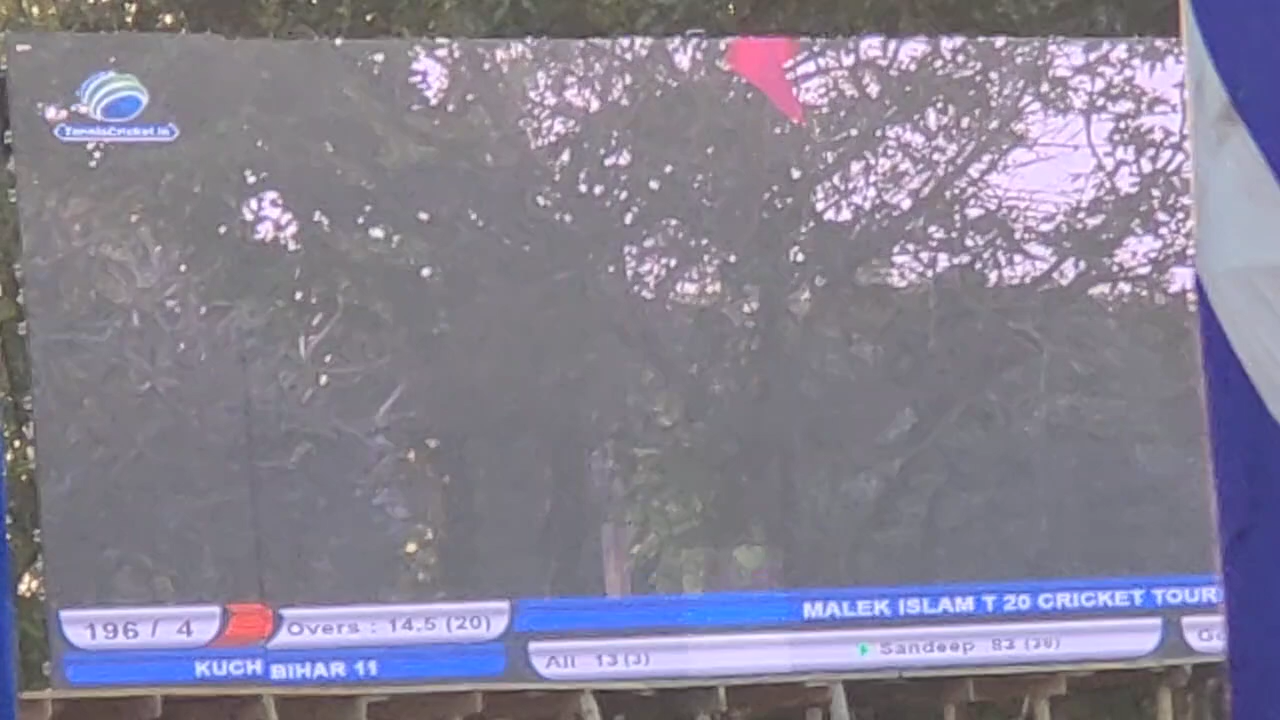 TennisCricket.in
196 / 4
Overs : 14.5 (20)
KUCH BIHAR 11
MALEK ISLAM T 20 CRICKET TOUR
Ali 13 (3)
Sandeep 83